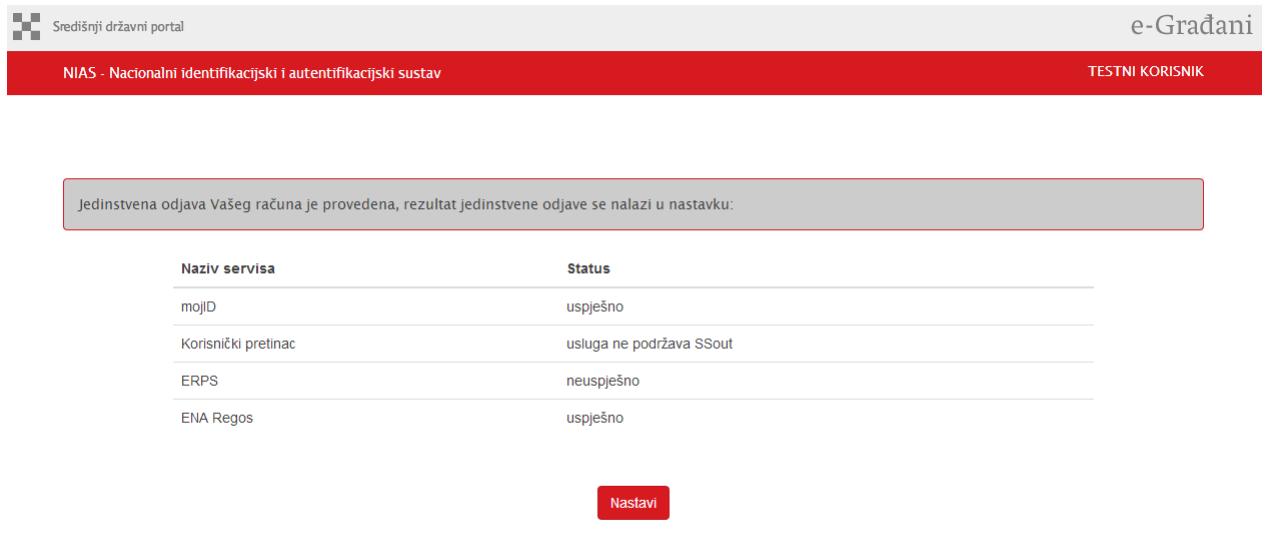 Središnji državni portal
e-Građani
NIAS - Nacionalni identifikacijski i autentifikacijski sustav
TESTNI KORISNIK
Jedinstvena odjava Vašeg računa je provedena, rezultat jedinstvene odjave se nalazi u nastavku:
Naziv servisa Status
mojID uspješno
Korisnički pretinac usluga ne podržava SSout
ERPS neuspješno
ENA Regos uspješno
Nastavi